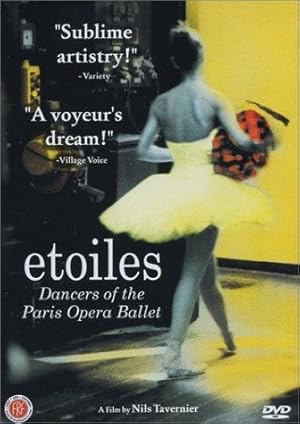 "Sublime
artistry!"
-Variety
"A voyeur's
dream!"
-Village Voice
etoiles
Dancers of the
Paris Opera Ballet
A Film by Nils Tavernier
FRF
DVD